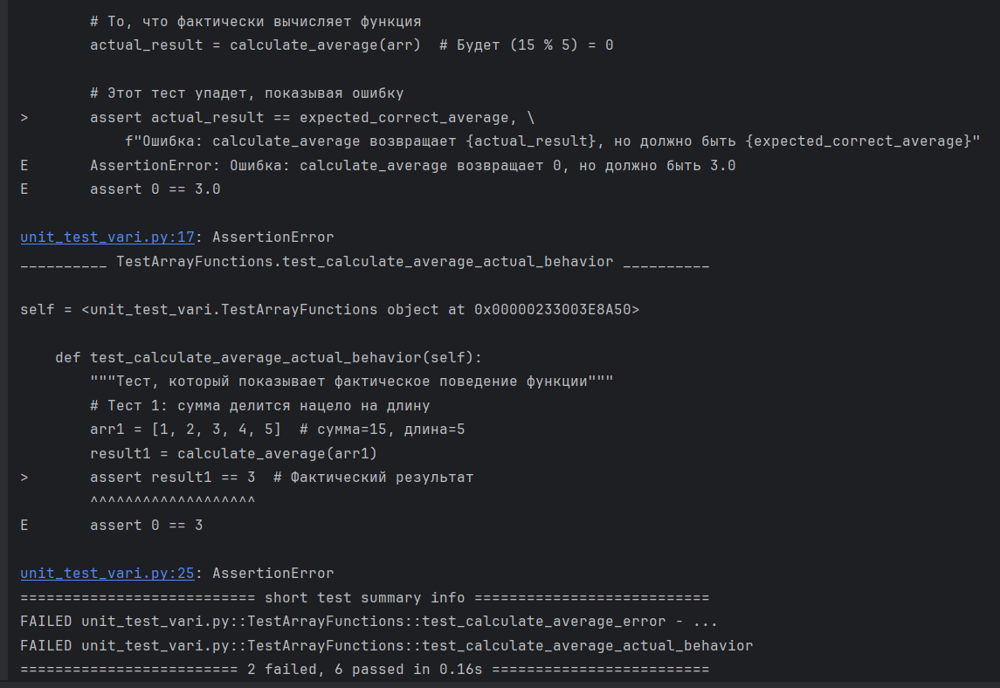 # То, что фактически вычисляет функция
        actual_result = calculate_average(arr)  # Будет (15 % 5) = 0

        # Этот тест упадет, показывая ошибку
>       assert actual_result == expected_correct_average, \
            f"Ошибка: calculate_average возвращает {actual_result}, но должно быть {expected_correct_average}"
E       AssertionError: Ошибка: calculate_average возвращает 0, но должно быть 3.0
E       assert 0 == 3.0

unit_test_vari.py:17: AssertionError
__________ TestArrayFunctions.test_calculate_average_actual_behavior __________

self = <unit_test_vari.TestArrayFunctions object at 0x00000233003E8A50>

    def test_calculate_average_actual_behavior(self):
        """Тест, который показывает фактическое поведение функции"""
        # Тест 1: сумма делится нацело на длину
        arr1 = [1, 2, 3, 4, 5]  # сумма=15, длина=5
        result1 = calculate_average(arr1)
>       assert result1 == 3  # Фактический результат
        ^^^^^^^^^^^^^^^^^^^
E       assert 0 == 3

unit_test_vari.py:25: AssertionError
=========================== short test summary info ===========================
FAILED unit_test_vari.py::TestArrayFunctions::test_calculate_average_error - ...
FAILED unit_test_vari.py::TestArrayFunctions::test_calculate_average_actual_behavior
========================= 2 failed, 6 passed in 0.16s =========================